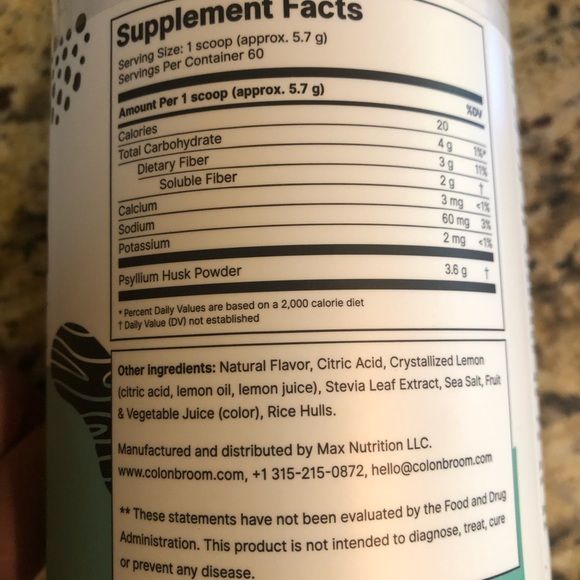 Supplement Facts
Serving Size: 1 scoop (approx. 5.7 g)
Servings Per Container 60
Amount Per 1 scoop (approx. 5.7 g)
%DV
Calories 20
Total Carbohydrate 4 g 1%*
Dietary Fiber 3 g 11%
Soluble Fiber 2 g †
Calcium 3 mg <1%
Sodium 60 mg 3%
Potassium 2 mg <1%
Psyllium Husk Powder 3.6 g †
* Percent Daily Values are based on a 2,000 calorie diet
† Daily Value (DV) not established
Other ingredients: Natural Flavor, Citric Acid, Crystallized Lemon
(citric acid, lemon oil, lemon juice), Stevia Leaf Extract, Sea Salt, Fruit
& Vegetable Juice (color), Rice Hulls.
Manufactured and distributed by Max Nutrition LLC.
www.colonbroom.com, +1 315-215-0872, hello@colonbroom.com
** These statements have not been evaluated by the Food and Drug
Administration. This product is not intended to diagnose, treat, cure
or prevent any disease.